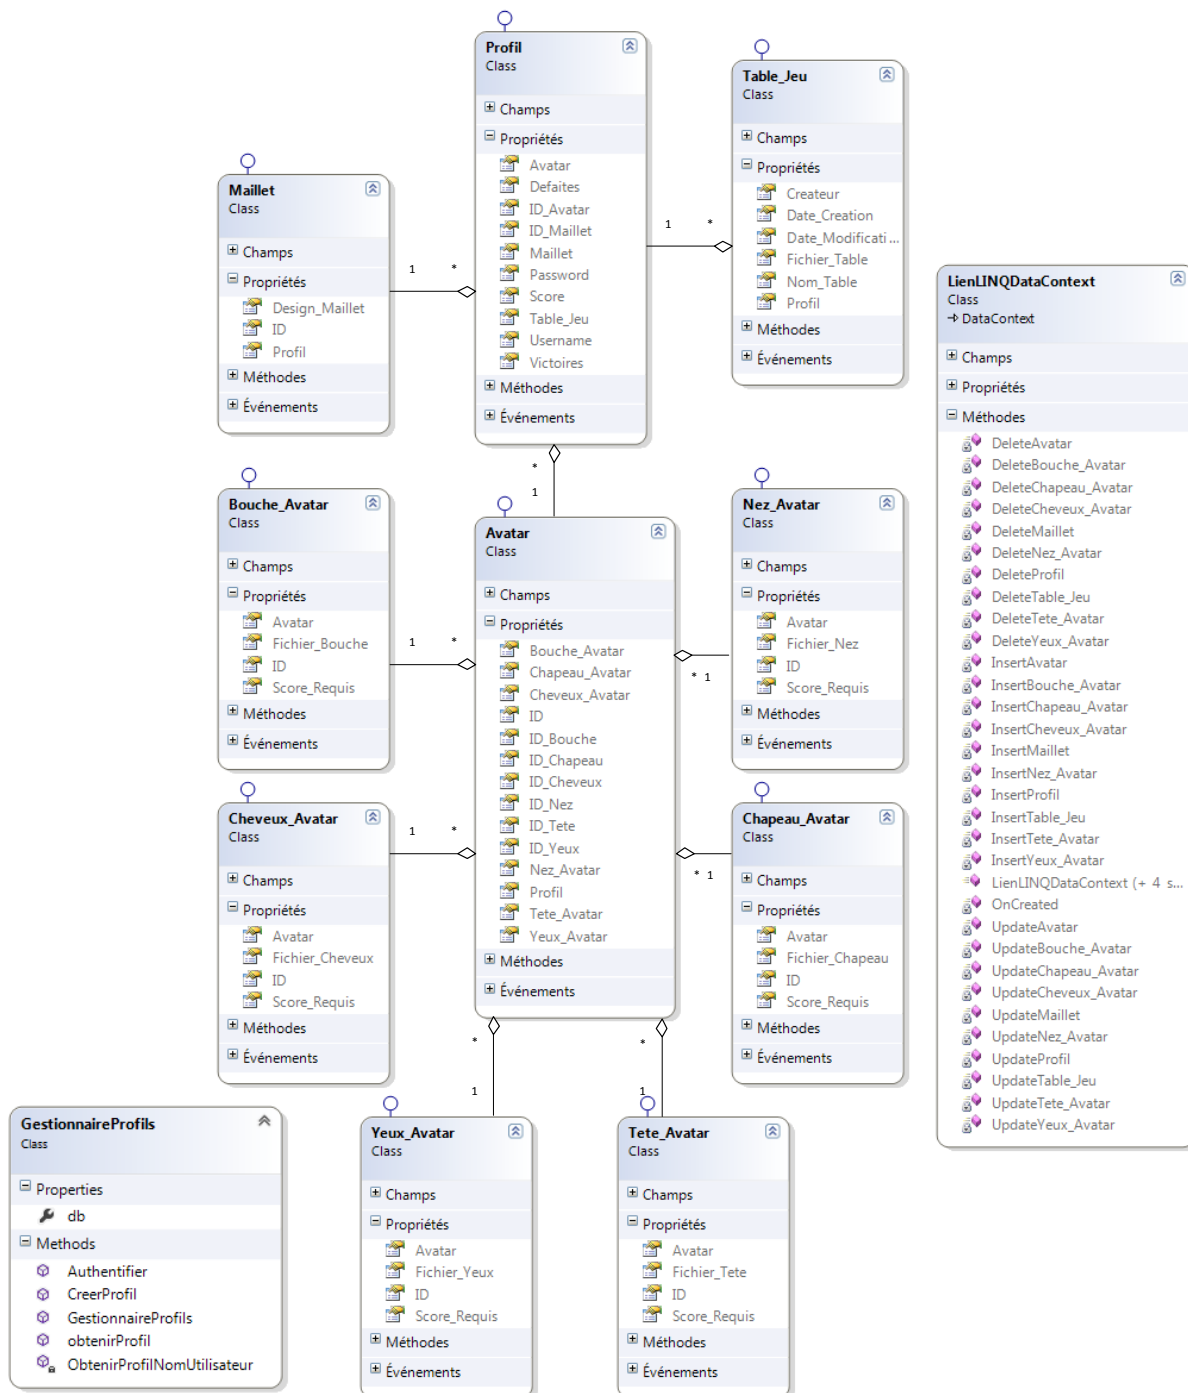 Profil
Class
Champs
Propriétés
Avatar
Defaites
ID_Avatar
ID_Maillet
Maillet
Password
Score
Table_Jeu
Username
Victoires
Méthodes
Événements
Table_Jeu
Class
Champs
Propriétés
Createur
Date_Creation
Date_Modificati ...
Fichier_Table
Nom_Table
Profil
Méthodes
Événements
Maillet
Class
Champs
Propriétés
Design_Maillet
ID
Profil
Méthodes
Événements
1 *
1 *
*
1
LienLINQDataContext
Class
DataContext
Champs
Propriétés
Méthodes
DeleteAvatar
DeleteBouche_Avatar
DeleteChapeau_Avatar
DeleteCheveux_Avatar
DeleteMaillet
DeleteNez_Avatar
DeleteProfil
DeleteTable_Jeu
DeleteTete_Avatar
DeleteYeux_Avatar
InsertAvatar
InsertBouche_Avatar
InsertChapeau_Avatar
InsertCheveux_Avatar
InsertMaillet
InsertNez_Avatar
InsertProfil
InsertTable_Jeu
InsertTete_Avatar
InsertYeux_Avatar
LienLINQDataContext (+ 4 s...
OnCreated
UpdateAvatar
UpdateBouche_Avatar
UpdateChapeau_Avatar
UpdateCheveux_Avatar
UpdateMaillet
UpdateNez_Avatar
UpdateProfil
UpdateTable_Jeu
UpdateTete_Avatar
UpdateYeux_Avatar
Bouche_Avatar
Class
Champs
Propriétés
Avatar
Fichier_Bouche
ID
Score_Requis
Méthodes
Événements
1 *
Avatar
Class
Champs
Propriétés
Bouche_Avatar
Chapeau_Avatar
Cheveux_Avatar
ID
ID_Bouche
ID_Chapeau
ID_Cheveux
ID_Nez
ID_Tete
ID_Yeux
Nez_Avatar
Profil
Tete_Avatar
Yeux_Avatar
Méthodes
Événements
Nez_Avatar
Class
Champs
Propriétés
Avatar
Fichier_Nez
ID
Score_Requis
Méthodes
Événements
* 1
Cheveux_Avatar
Class
Champs
Propriétés
Avatar
Fichier_Cheveux
ID
Score_Requis
Méthodes
Événements
1 *
Chapeau_Avatar
Class
Champs
Propriétés
Avatar
Fichier_Chapeau
ID
Score_Requis
Méthodes
Événements
* 1
*
1
*
1
GestionnaireProfils
Class
Properties
db
Methods
Authentifier
CreerProfil
GestionnaireProfils
obtenirProfil
ObtenirProfilNomUtilisateur
Yeux_Avatar
Class
Champs
Propriétés
Avatar
Fichier_Yeux
ID
Score_Requis
Méthodes
Événements
Tete_Avatar
Class
Champs
Propriétés
Avatar
Fichier_Tete
ID
Score_Requis
Méthodes
Événements